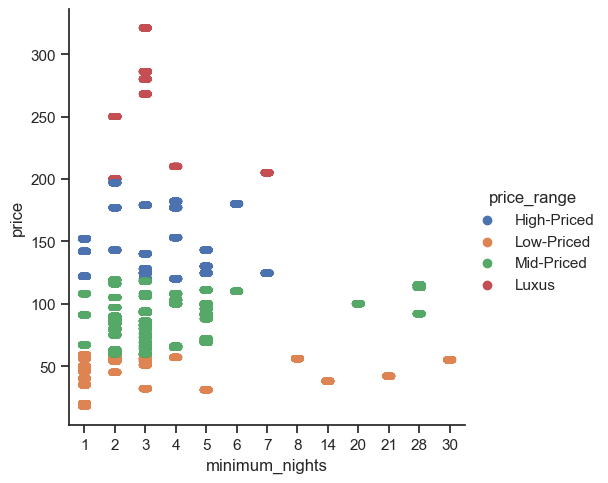 300
250
200
150
100
50
price
1 2 3 4 5 6 7 8 14 20 21 28 30
minimum_nights
price_range
High-Priced
Low-Priced
Mid-Priced
Luxus